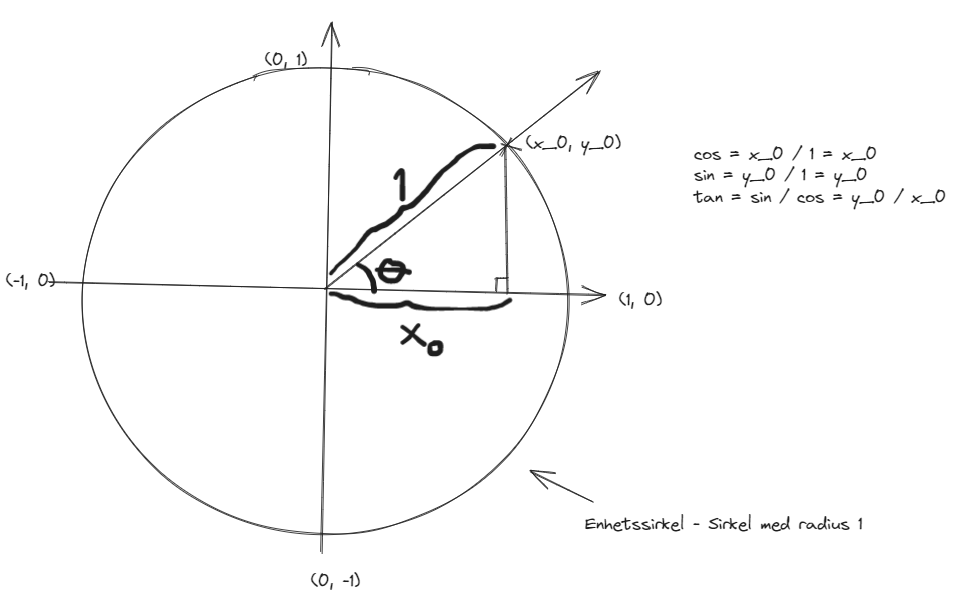 (0, 1)
(x_0, y_0)
cos = x_0 / 1 = x_0
sin = y_0 / 1 = y_0
tan = sin / cos = y_0 / x_0
1
Θ
(-1, 0)
(1, 0)
x₀
Enhetssirkel - Sirkel med radius 1
(0, -1)